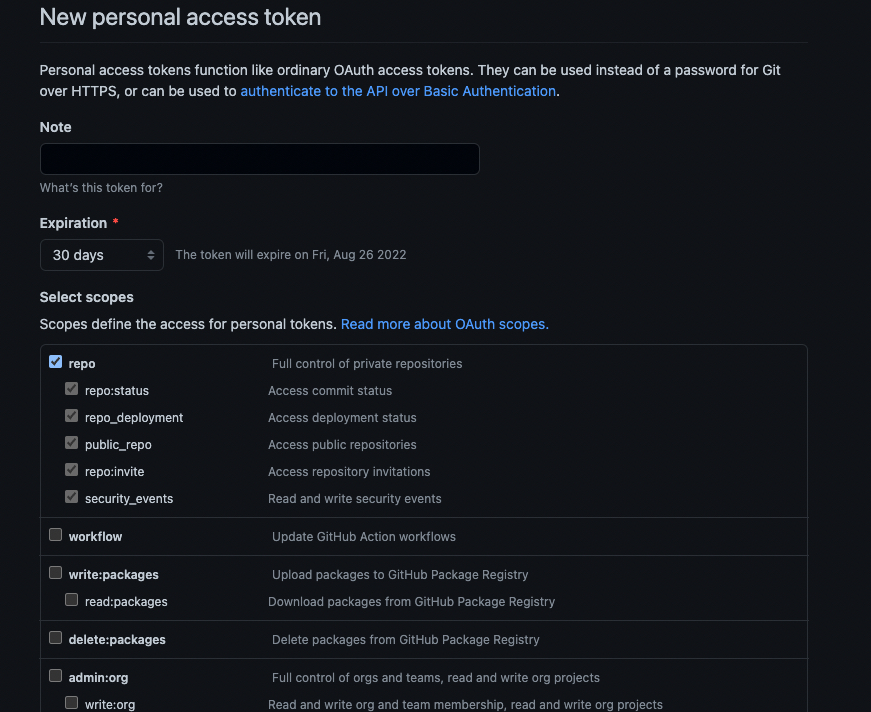 New personal access token
Personal access tokens function like ordinary OAuth access tokens. They can be used instead of a password for Git
over HTTPS, or can be used to authenticate to the API over Basic Authentication.
Note
What's this token for?
Expiration *
30 days The token will expire on Fri, Aug 26 2022
Select scopes
Scopes define the access for personal tokens. Read more about OAuth scopes.
repo Full control of private repositories
repo:status Access commit status
repo_deployment Access deployment status
public_repo Access public repositories
repo:invite Access repository invitations
security_events Read and write security events
workflow Update GitHub Action workflows
write:packages Upload packages to GitHub Package Registry
read:packages Download packages from GitHub Package Registry
delete:packages Delete packages from GitHub Package Registry
admin:org Full control of orgs and teams, read and write org projects
write:org Read and write org and team membership, read and write org projects